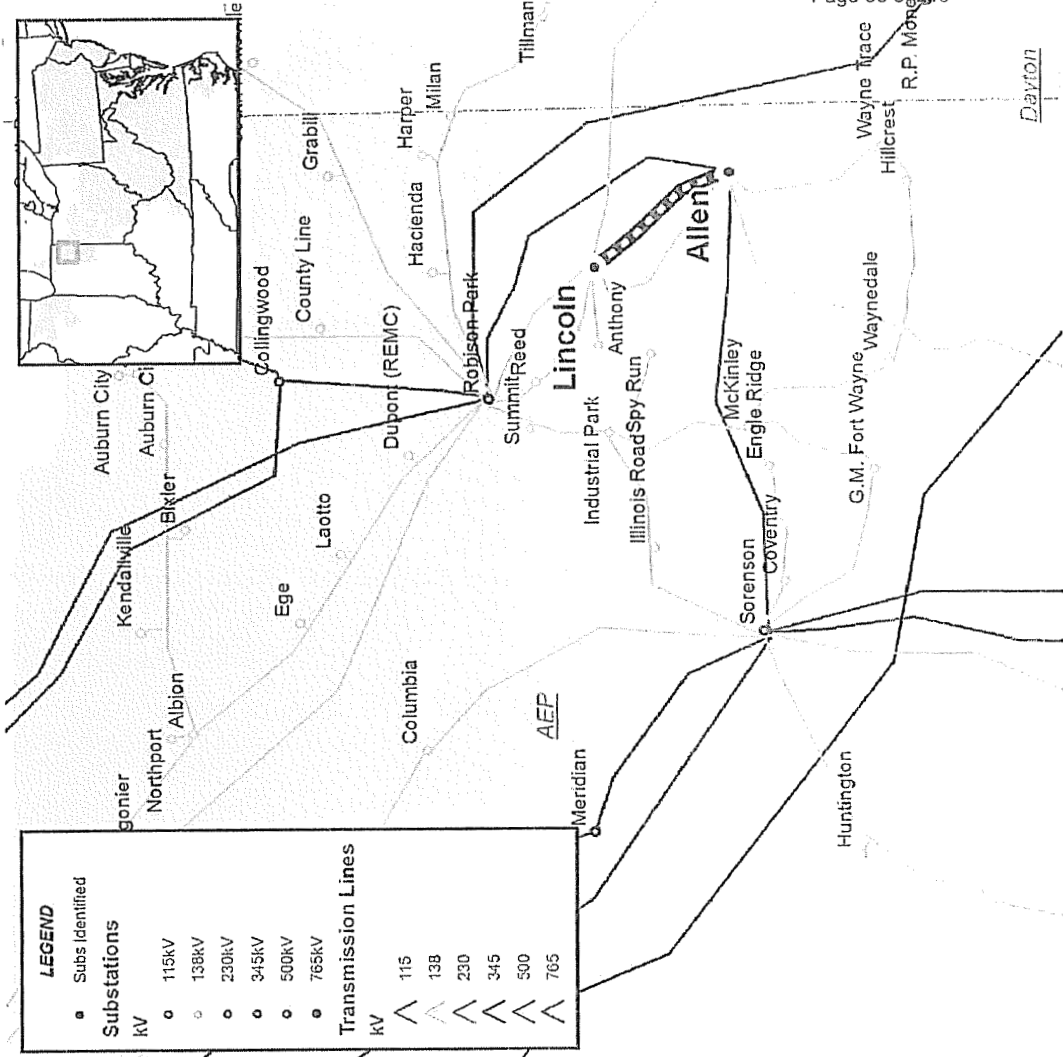 LEGEND
Subs Identified
Substations
kV
115kV
138kV
230kV
345kV
500kV
765kV
Transmission Lines
kV
115
138
230
345
500
765
gonier
Northport
Albion
Kendallville
Bixler
Auburn City
Auburn Ci
Collingwood
County Line
Grabill
Harper
Milan
Tillman
Hacienda
Dupont (REMC)
Laotto
Ege
Columbia
AEP
Meridian
Robison Park
Summit
Reed
Lincoln
Anthony
Industrial Park
Illinois Road
Spy Run
Allen
McKinley
Engle Ridge
Sorenson
Coventry
G.M. Fort Wayne
Waynedale
Hillcrest
Wayne Trace
R.P. Mone
Dayton
Huntington